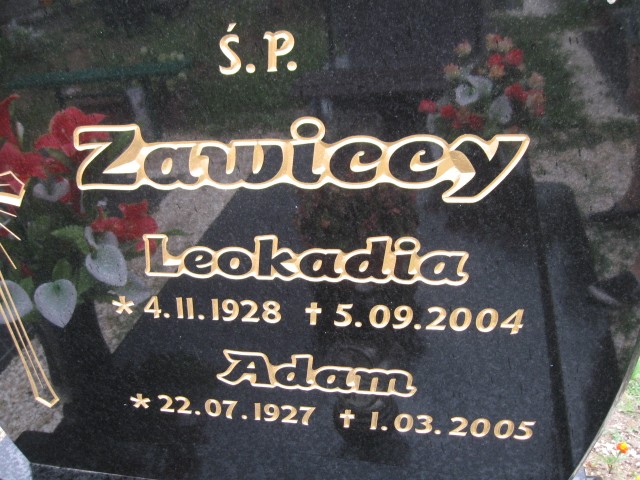 Ś.P.
Zawiccy
Leokadia
* 4.11.1928 † 5.09.2004
Adam
* 22.07.1927 † 1.03.2005